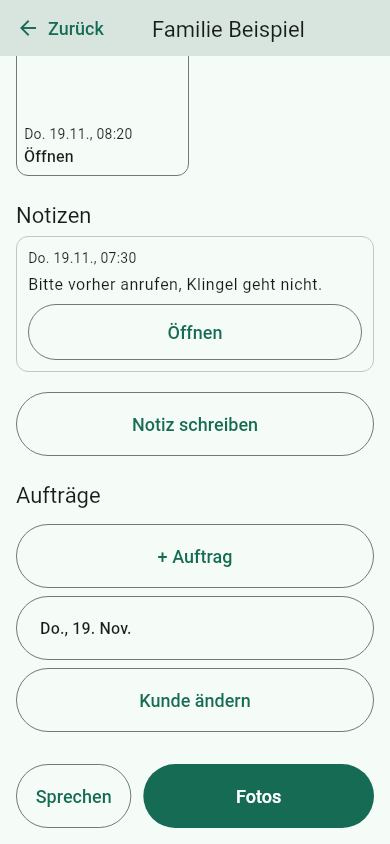 Zurück
Familie Beispiel
Do. 19.11., 08:20
Öffnen
Notizen
Do. 19.11., 07:30
Bitte vorher anrufen, Klingel geht nicht.
Öffnen
Notiz schreiben
Aufträge
+ Auftrag
Do., 19. Nov.
Kunde ändern
Sprechen
Fotos